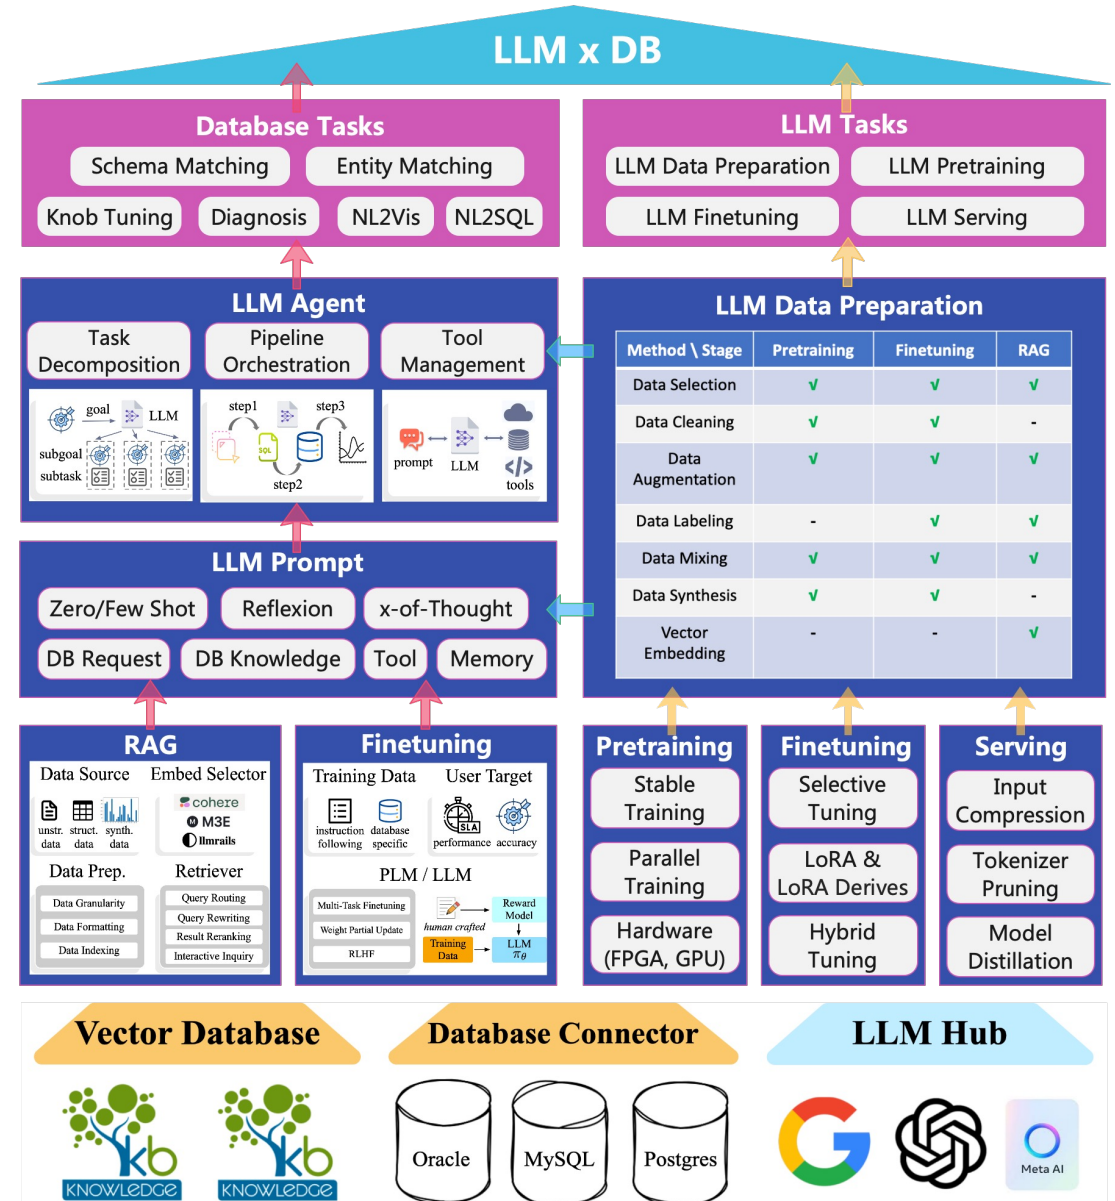 LLM x DB
Database Tasks
Schema Matching
Entity Matching
Knob Tuning
Diagnosis
NL2Vis
NL2SQL
LLM Tasks
LLM Data Preparation
LLM Pretraining
LLM Finetuning
LLM Serving
LLM Agent
Task
Decomposition
Pipeline
Orchestration
Tool
Management
goal
LLM
subgoal
subtask
step1
step3
SQL
step2
prompt
LLM
tools
LLM Data Preparation
Method \ Stage Pretraining Finetuning RAG
Data Selection √ √ √
Data Cleaning √ √ -
Data
Augmentation √ √ √
Data Labeling - √ √
Data Mixing √ √ √
Data Synthesis √ √ -
Vector
Embedding - - √
LLM Prompt
Zero/Few Shot
Reflexion
x-of-Thought
DB Request
DB Knowledge
Tool
Memory
RAG
Data Source
unstr.
data
struct.
data
synth.
data
Embed Selector
cohere
M M3E
llmrails
Data Prep.
Data Granularity
Data Formatting
Data Indexing
Retriever
Query Routing
Query Rewriting
Result Reranking
Interactive Inquiry
Finetuning
Training Data
instruction
following
database
specific
User Target
SLA
performance
accuracy
PLM / LLM
Multi-Task Finetuning
Weight Partial Update
RLHF
human crafted
Reward
Model
Training
Data
LLM
πθ
Pretraining
Stable
Training
Parallel
Training
Hardware
(FPGA, GPU)
Finetuning
Selective
Tuning
LoRA &
LoRA Derives
Hybrid
Tuning
Serving
Input
Compression
Tokenizer
Pruning
Model
Distillation
Vector Database
kb
KNOWLEDGE
kb
KNOWLEDGE
Database Connector
Oracle
MySQL
Postgres
LLM Hub
G
Meta AI